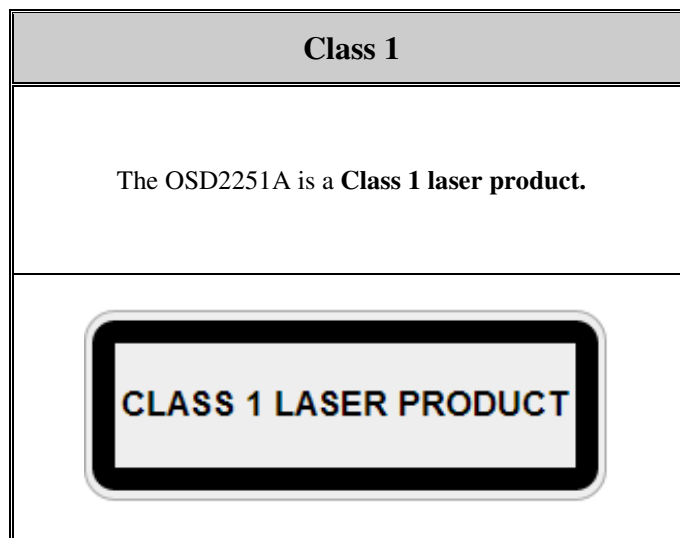 Class 1
The OSD2251A is a Class 1 laser product.
CLASS 1 LASER PRODUCT